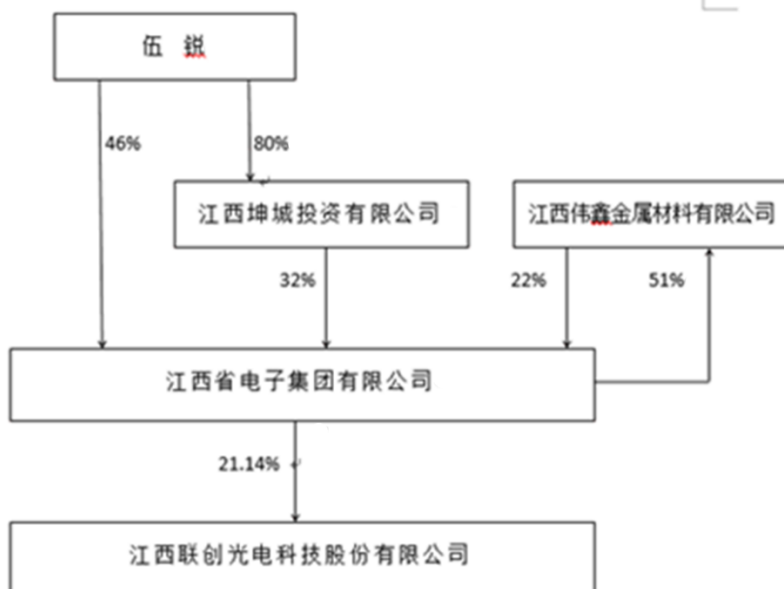 伍 锐
46%
80%
江西坤城投资有限公司
江西伟鑫金属材料有限公司
32%
22%
51%
江西省电子集团有限公司
21.14%
江西联创光电科技股份有限公司